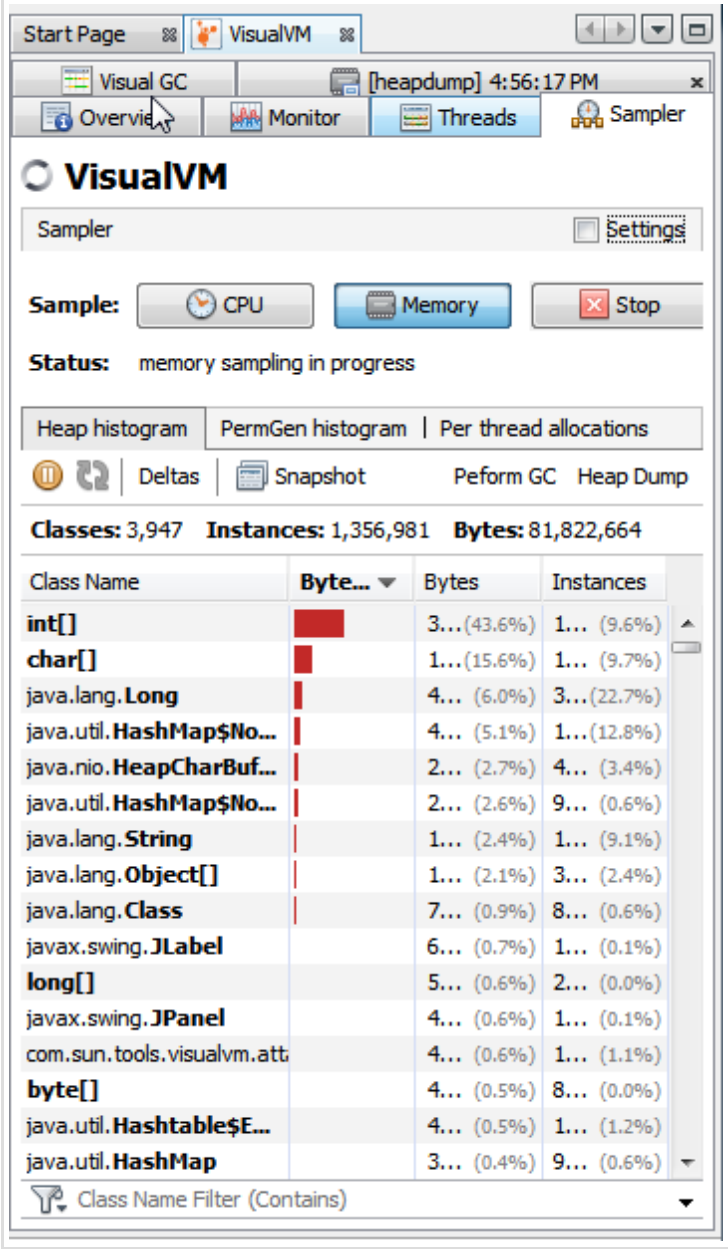 Start Page VisualVM
Visual GC [heapdump] 4:56:17 PM
Overvie Monitor Threads Sampler
VisualVM
Sampler Settings
Sample: CPU Memory Stop
Status: memory sampling in progress
Heap histogram PermGen histogram Per thread allocations
Deltas Snapshot Peform GC Heap Dump
Classes: 3,947 Instances: 1,356,981 Bytes: 81,822,664
Class Name Byte... Bytes Instances
int[] 3... (43.6%) 1... (9.6%)
char[] 1... (15.6%) 1... (9.7%)
java.lang.Long 4... (6.0%) 3... (22.7%)
java.util.HashMap$No... 4... (5.1%) 1... (12.8%)
java.nio.HeapCharBuf... 2... (2.7%) 4... (3.4%)
java.util.HashMap$No... 2... (2.6%) 9... (0.6%)
java.lang.String 1... (2.4%) 1... (9.1%)
java.lang.Object[] 1... (2.1%) 3... (2.4%)
java.lang.Class 7... (0.9%) 8... (0.6%)
javax.swing.JLabel 6... (0.7%) 1... (0.1%)
long[] 5... (0.6%) 2... (0.0%)
javax.swing.JPanel 4... (0.6%) 1... (0.1%)
com.sun.tools.visualvm.att 4... (0.6%) 1... (1.1%)
byte[] 4... (0.5%) 8... (0.0%)
java.util.Hashtable$E... 4... (0.5%) 1... (1.2%)
java.util.HashMap 3... (0.4%) 9... (0.6%)
Class Name Filter (Contains)